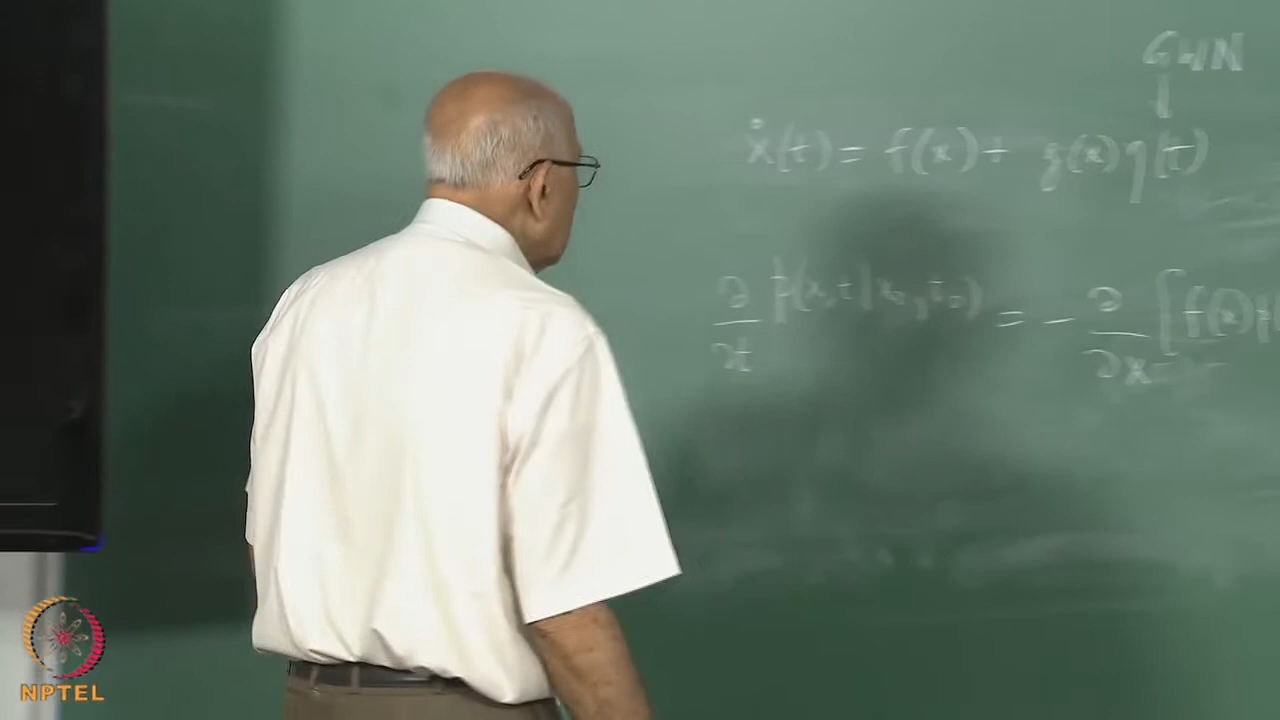 GWN
ẋ(t) = f(x) + g(x) η(t)
∂/∂t p(x,t|x₀,t₀) = - ∂/∂x [f(x)p
NPTEL